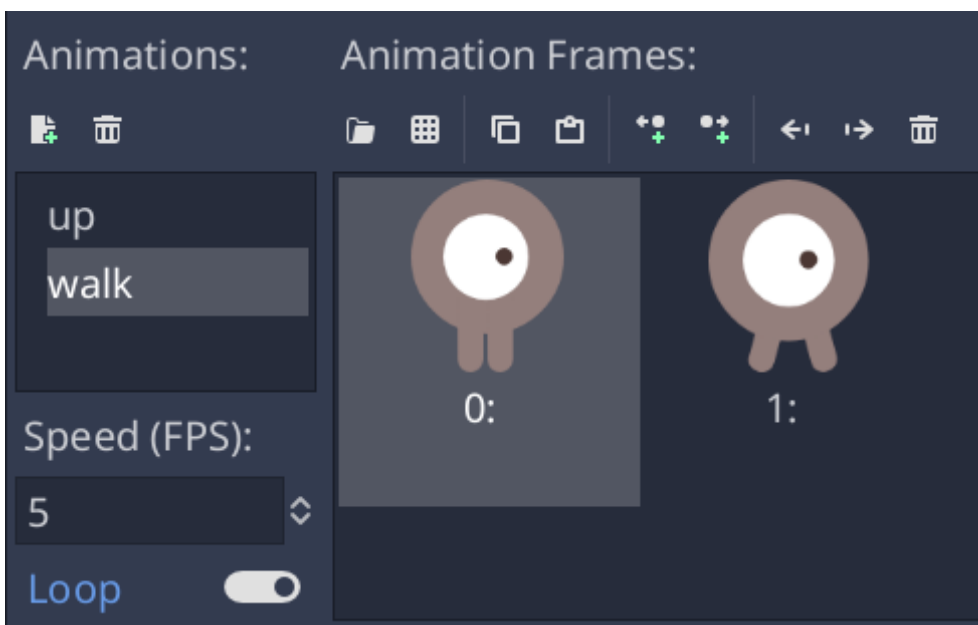 Animations:
Animation Frames:
up
walk
0:
1:
Speed (FPS):
5
Loop